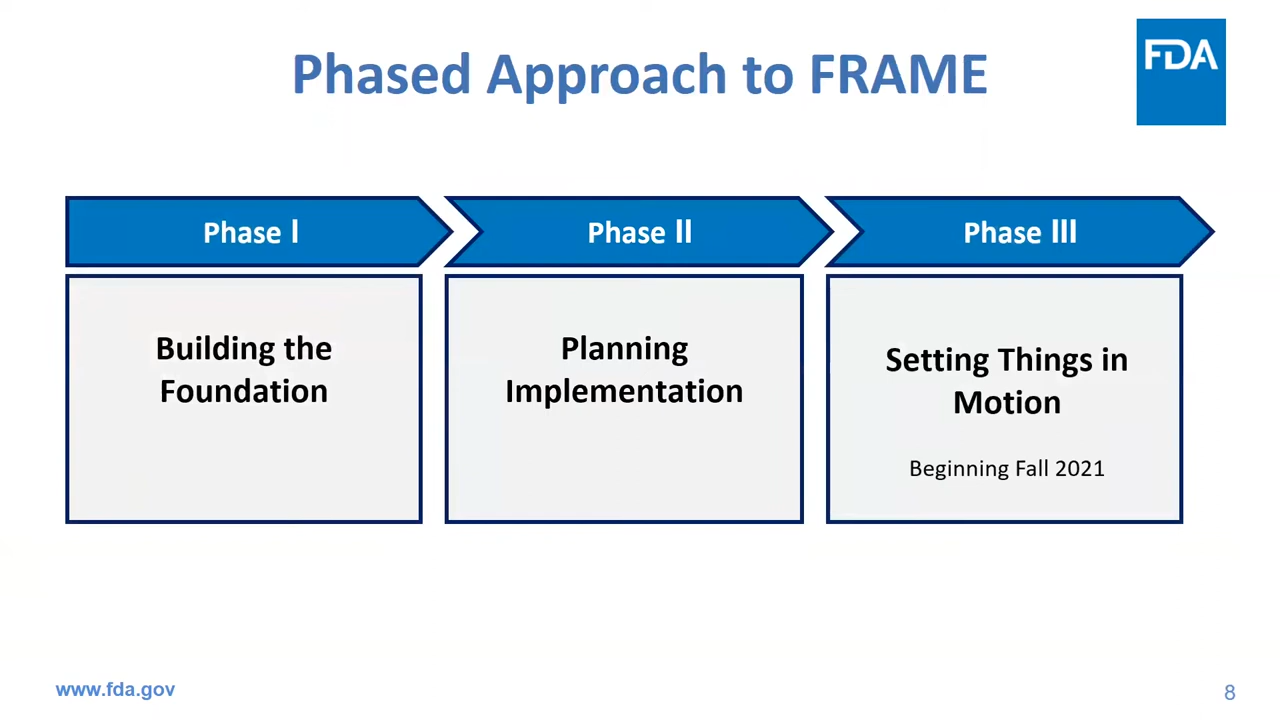 FDA
Phased Approach to FRAME
Phase I
Phase II
Phase III
Building the
Foundation
Planning
Implementation
Setting Things in
Motion
Beginning Fall 2021
www.fda.gov
8